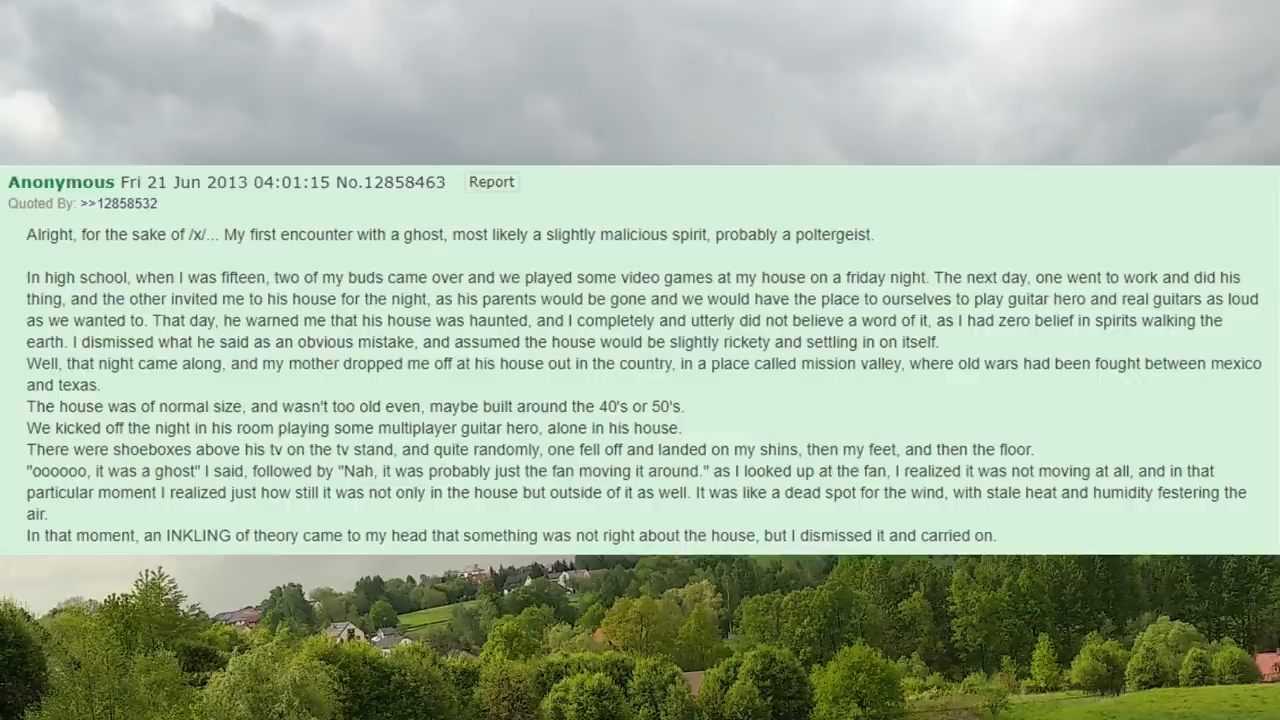 Anonymous Fri 21 Jun 2013 04:01:15 No.12858463 Report
Quoted By: >>12858532
Alright, for the sake of /x/... My first encounter with a ghost, most likely a slightly malicious spirit, probably a poltergeist.
In high school, when I was fifteen, two of my buds came over and we played some video games at my house on a friday night. The next day, one went to work and did his
thing, and the other invited me to his house for the night, as his parents would be gone and we would have the place to ourselves to play guitar hero and real guitars as loud
as we wanted to. That day, he warned me that his house was haunted, and I completely and utterly did not believe a word of it, as I had zero belief in spirits walking the
earth. I dismissed what he said as an obvious mistake, and assumed the house would be slightly rickety and settling in on itself.
Well, that night came along, and my mother dropped me off at his house out in the country, in a place called mission valley, where old wars had been fought between mexico
and texas.
The house was of normal size, and wasn't too old even, maybe built around the 40's or 50's.
We kicked off the night in his room playing some multiplayer guitar hero, alone in his house.
There were shoeboxes above his tv on the tv stand, and quite randomly, one fell off and landed on my shins, then my feet, and then the floor.
"oooooo, it was a ghost" I said, followed by "Nah, it was probably just the fan moving it around." as I looked up at the fan, I realized it was not moving at all, and in that
particular moment I realized just how still it was not only in the house but outside of it as well. It was like a dead spot for the wind, with stale heat and humidity festering the
air.
In that moment, an INKLING of theory came to my head that something was not right about the house, but I dismissed it and carried on.